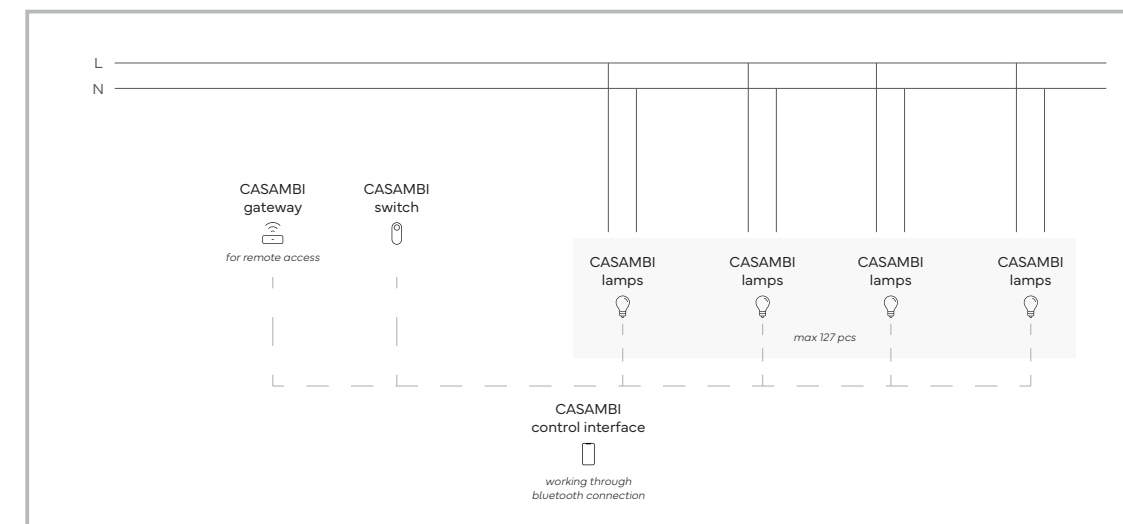 L
N
CASAMBI
gateway
for remote access
CASAMBI
switch
CASAMBI
lamps
CASAMBI
lamps
CASAMBI
lamps
CASAMBI
lamps
max 127 pcs
CASAMBI
control interface
working through
bluetooth connection